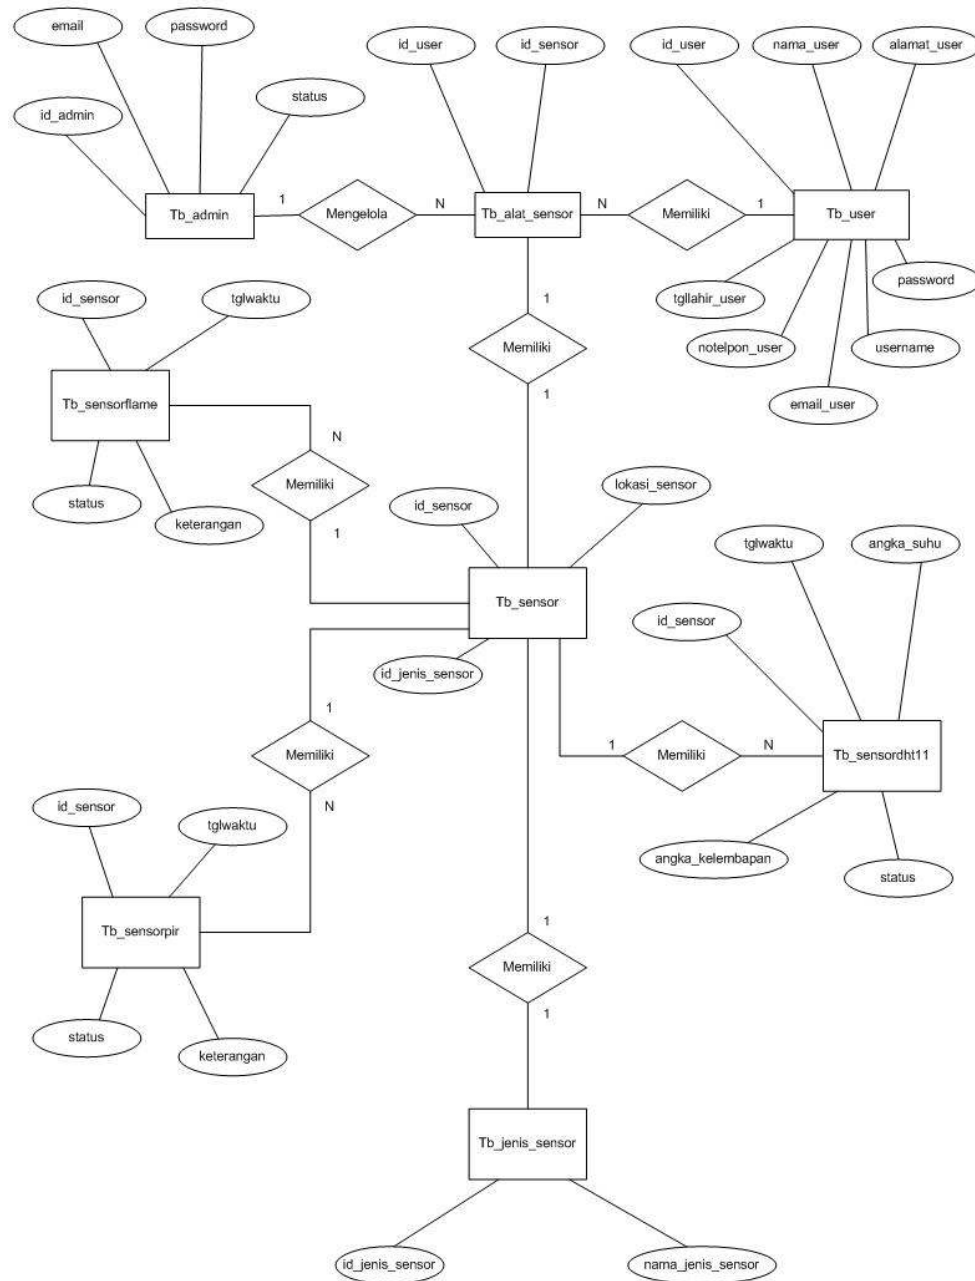 email
password
id_user
id_sensor
id_user
nama_user
alamat_user
id_admin
status
Tb_admin
1
Mengelola
N
Tb_alat_sensor
N
Memiliki
1
Tb_user
id_sensor
tglwaktu
1
Memiliki
1
tgllahir_user
password
notelpon_user
username
email_user
Tb_sensorflame
N
Memiliki
1
status
keterangan
id_sensor
lokasi_sensor
Tb_sensor
id_jenis_sensor
tglwaktu
angka_suhu
id_sensor
1
Memiliki
N
Tb_sensordht11
angka_kelembapan
status
1
Memiliki
N
id_sensor
tglwaktu
Tb_sensorpir
status
keterangan
1
Memiliki
1
Tb_jenis_sensor
id_jenis_sensor
nama_jenis_sensor